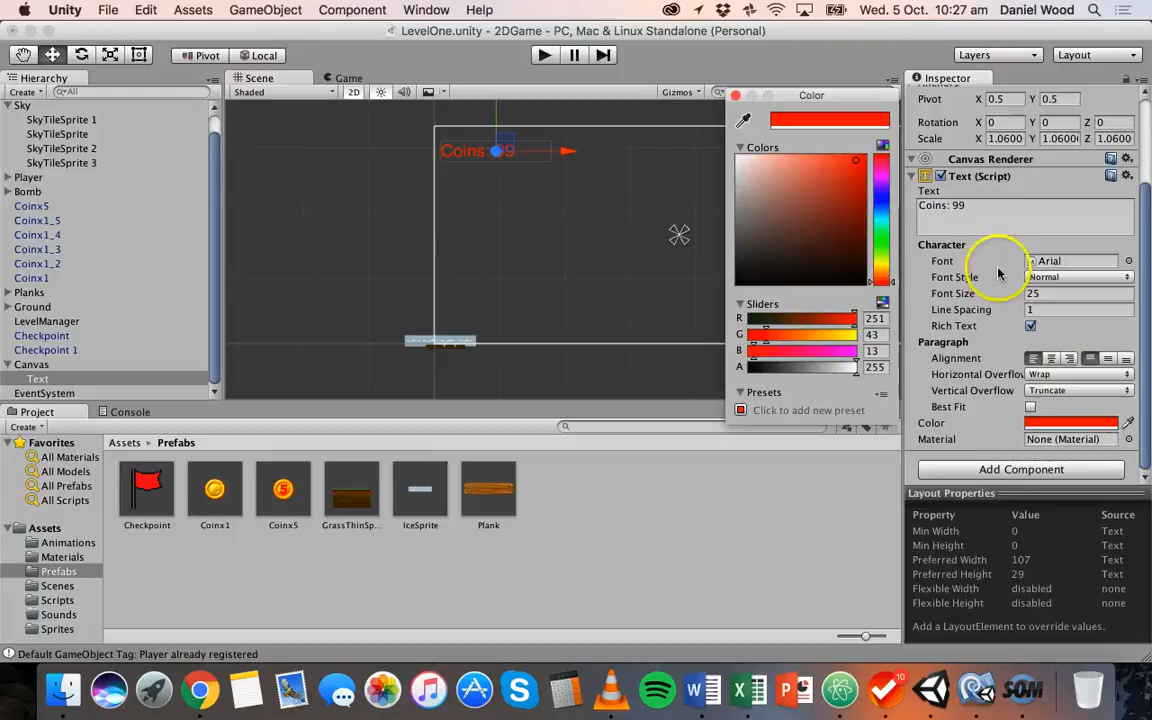 Unity File Edit Assets GameObject Component Window Help Wed. 5 Oct. 10:27 am Daniel Wood
LevelOne.unity - 2DGame - PC, Mac & Linux Standalone (Personal)
Pivot Local Layers Layout
Hierarchy
Create All
Sky
SkyTileSprite 1
SkyTileSprite
SkyTileSprite 2
SkyTileSprite 3
Player
Bomb
Coinx5
Coinx1_5
Coinx1_4
Coinx1_3
Coinx1_2
Coinx1
Planks
Ground
LevelManager
Checkpoint
Checkpoint 1
Canvas
Text
EventSystem
Scene Game
Shaded 2D Gizmos
Coins: 99
Color
Colors
Sliders
R 251
G 43
B 13
A 255
Presets
Click to add new preset
Inspector
Pivot X 0.5 Y 0.5
Rotation X 0 Y 0 Z 0
Scale X 1.0600 Y 1.0600 Z 1.0600
Canvas Renderer
Text (Script)
Text
Coins: 99
Character
Font Arial
Font Style Normal
Font Size 25
Line Spacing 1
Rich Text
Paragraph
Alignment
Horizontal Overflow Wrap
Vertical Overflow Truncate
Best Fit
Color
Material None (Material)
Add Component
Layout Properties
Property Value Source
Min Width 0 Text
Min Height 0 Text
Preferred Width 107 Text
Preferred Height 29 Text
Flexible Width disabled none
Flexible Height disabled none
Add a LayoutElement to override values.
Project Console
Create
Favorites
All Materials
All Models
All Prefabs
All Scripts
Assets
Animations
Materials
Prefabs
Scenes
Scripts
Sounds
Sprites
Assets Prefabs
Checkpoint Coinx1 Coinx5 GrassThinSp... IceSprite Plank
Default GameObject Tag: Player already registered
10
SOM